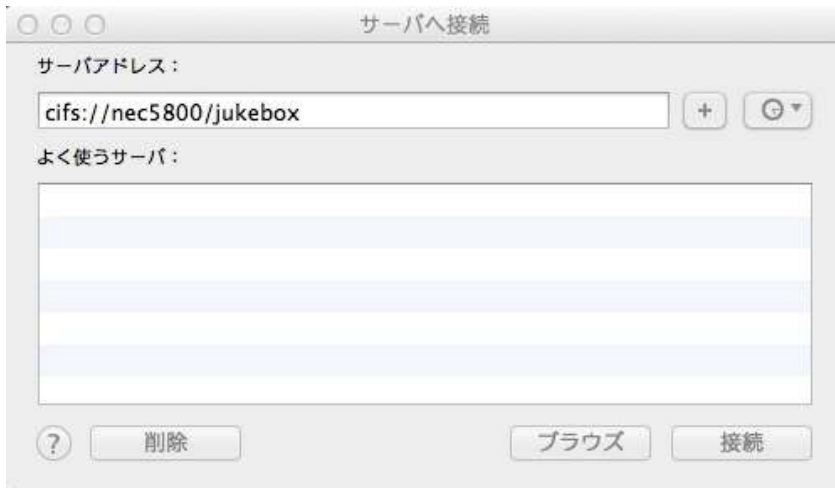 サーバへ接続
サーバアドレス：
cifs://nec5800/jukebox
+
よく使うサーバ：
?
削除
ブラウズ
接続